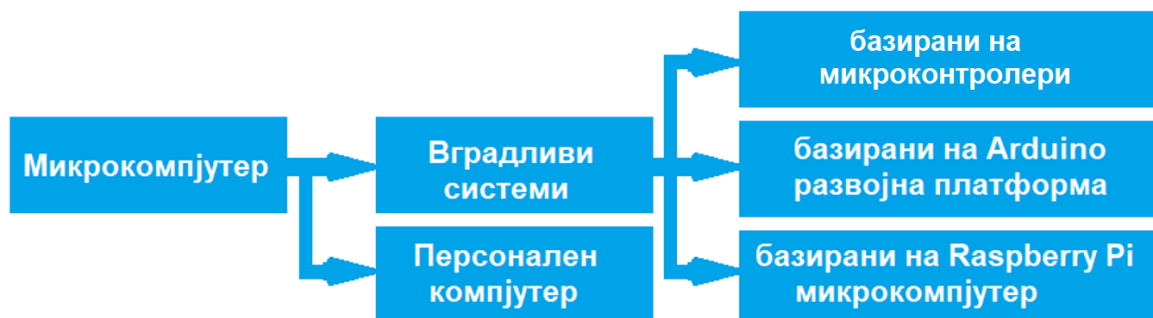 Микрокомпјутер
Вградливи
системи
Персонален
компјутер
базирани на
микроконтролери
базирани на Arduino
развојна платформа
базирани на Raspberry Pi
микрокомпјутер